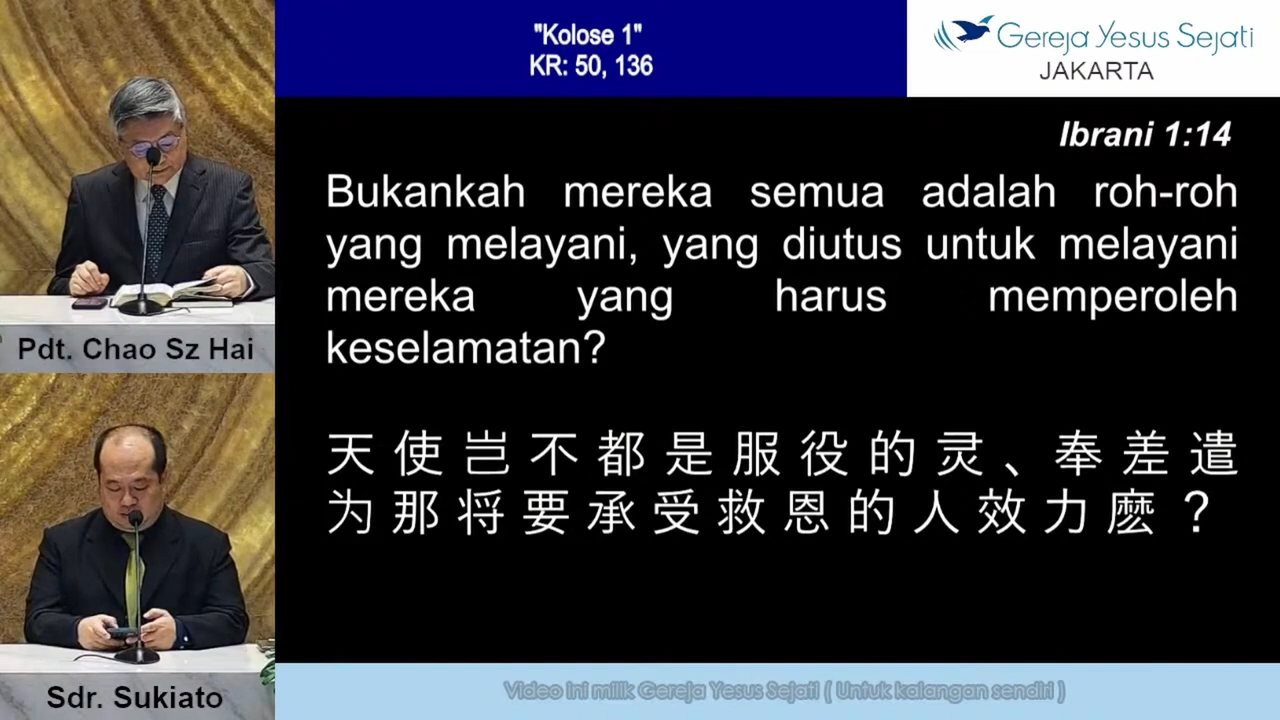 "Kolose 1"
KR: 50, 136
Gereja Yesus Sejati
JAKARTA
Ibrani 1:14
Bukankah mereka semua adalah roh-roh
yang melayani, yang diutus untuk melayani
mereka yang harus memperoleh
keselamatan?
天使岂不都是服役的灵、奉差遣
为那将要承受救恩的人效力麽？
Pdt. Chao Sz Hai
Sdr. Sukiato
Video ini milik Gereja Yesus Sejati ( Untuk kalangan sendiri )